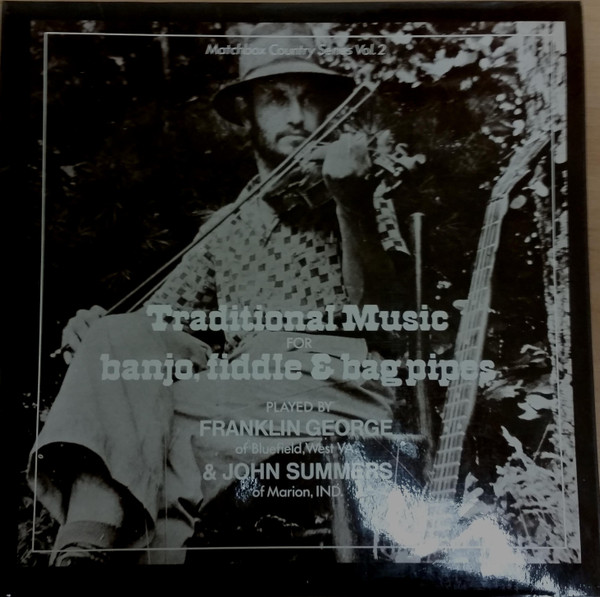 Matchbox Country Series Vol. 2
Traditional Music
FOR
banjo, fiddle & bag pipes
PLAYED BY
FRANKLIN GEORGE
of Bluefield, West VA.
& JOHN SUMMERS
of Marion, IND.